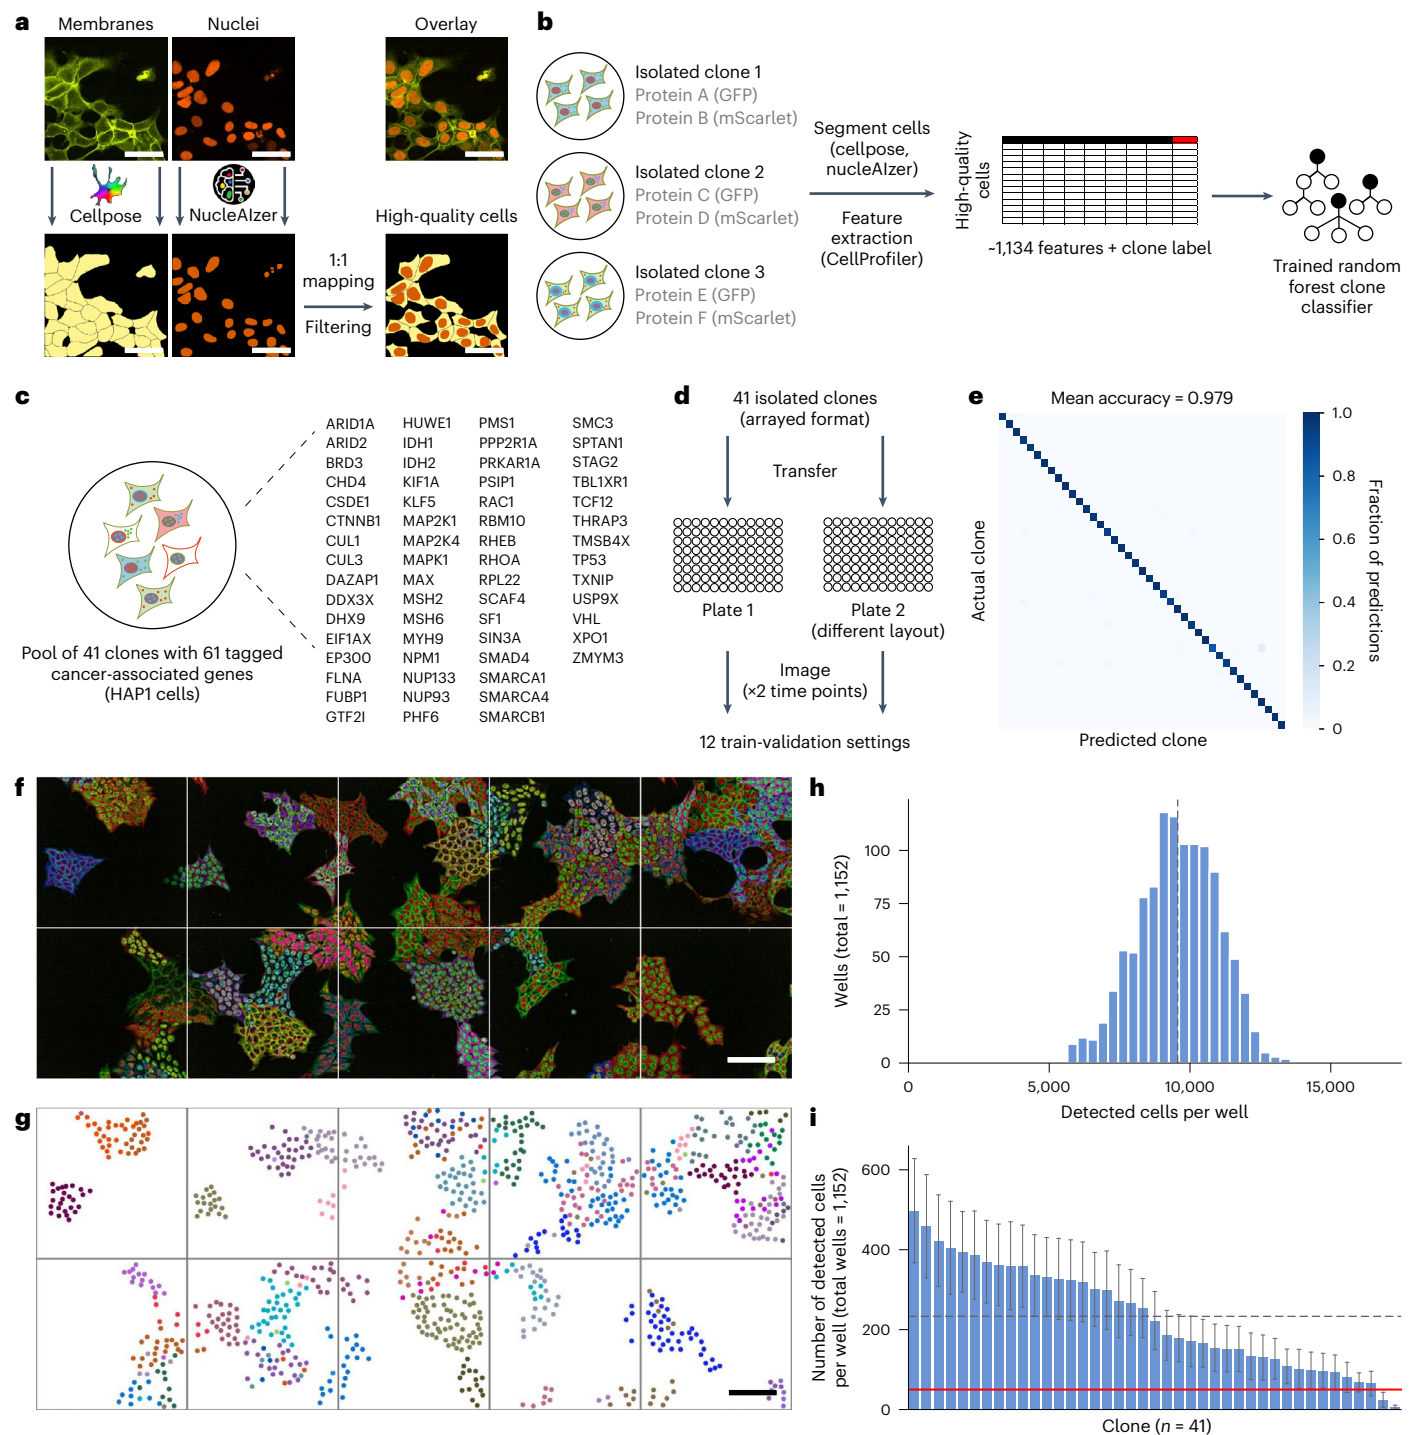 a
Membranes
Nuclei
Overlay
Cellpose
NucleAIzer
High-quality cells
1:1
mapping
Filtering
b
Isolated clone 1
Protein A (GFP)
Protein B (mScarlet)
Isolated clone 2
Protein C (GFP)
Protein D (mScarlet)
Isolated clone 3
Protein E (GFP)
Protein F (mScarlet)
Segment cells
(cellpose,
nucleAIzer)
Feature
extraction
(CellProfiler)
High-quality
cells
~1,134 features + clone label
Trained random
forest clone
classifier
c
Pool of 41 clones with 61 tagged
cancer-associated genes
(HAP1 cells)
ARID1A
ARID2
BRD3
CHD4
CSDE1
CTNNB1
CUL1
CUL3
DAZAP1
DDX3X
DHX9
EIF1AX
EP300
FLNA
FUBP1
GTF2I
HUWE1
IDH1
IDH2
KIF1A
KLF5
MAP2K1
MAP2K4
MAPK1
MAX
MSH2
MSH6
MYH9
NPM1
NUP133
NUP93
PHF6
PMS1
PPP2R1A
PRKAR1A
PSIP1
RAC1
RBM10
RHEB
RHOA
RPL22
SCAF4
SF1
SIN3A
SMAD4
SMARCA1
SMARCA4
SMARCB1
SMC3
SPTAN1
STAG2
TBL1XR1
TCF12
THRAP3
TMSB4X
TP53
TXNIP
USP9X
VHL
XPO1
ZMYM3
d
41 isolated clones
(arrayed format)
Transfer
Plate 1
Plate 2
(different layout)
Image
(×2 time points)
12 train-validation settings
e
Mean accuracy = 0.979
Actual clone
Predicted clone
1.0
0.8
0.6
0.4
0.2
0
Fraction of predictions
f
g
h
Wells (total = 1,152)
100
75
50
25
0
0
5,000
10,000
15,000
Detected cells per well
i
Number of detected cells
per well (total wells = 1,152)
600
400
200
0
Clone (n = 41)